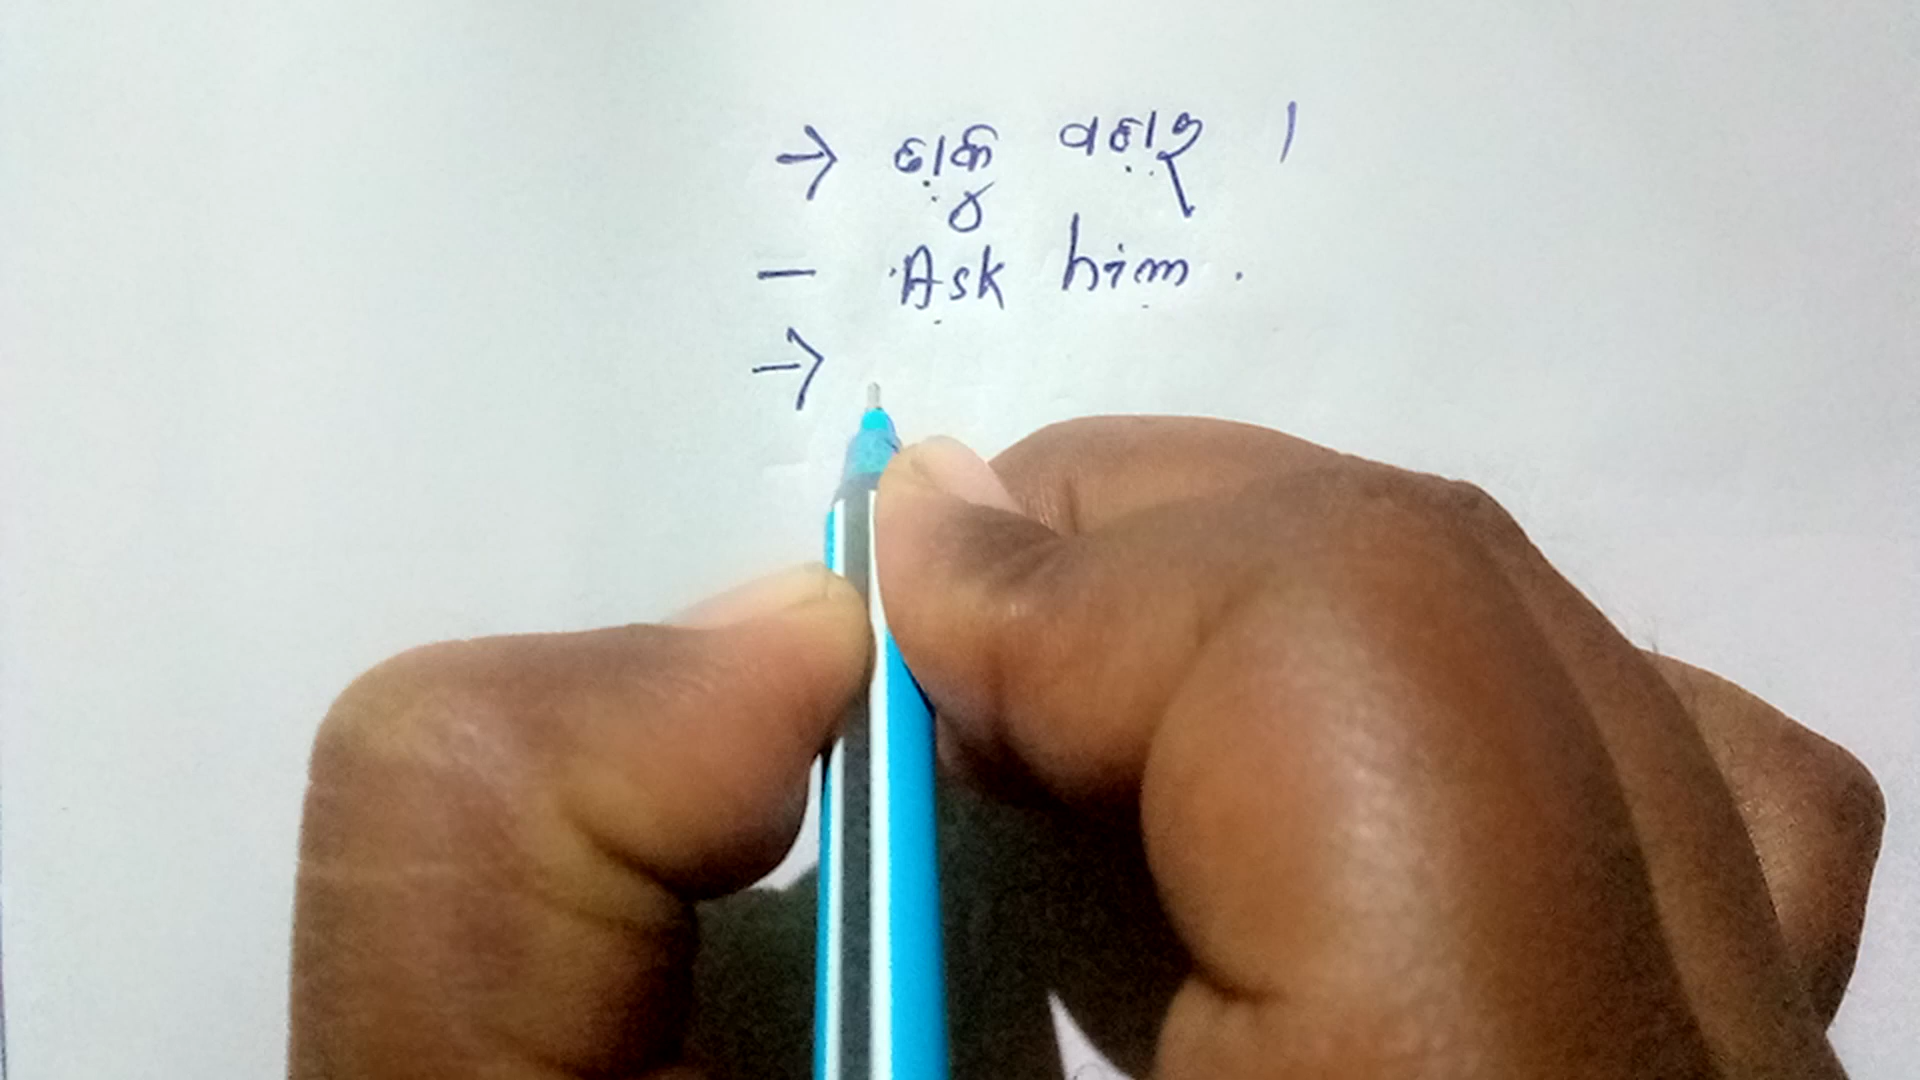 → ତାକୁ ପଚାର ।
— Ask him.
→